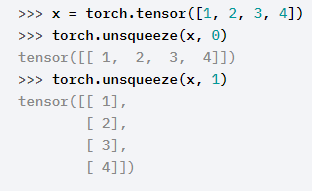 >>> x = torch.tensor([1, 2, 3, 4])
>>> torch.unsqueeze(x, 0)
tensor([[ 1,  2,  3,  4]])
>>> torch.unsqueeze(x, 1)
tensor([[ 1],
        [ 2],
        [ 3],
        [ 4]])